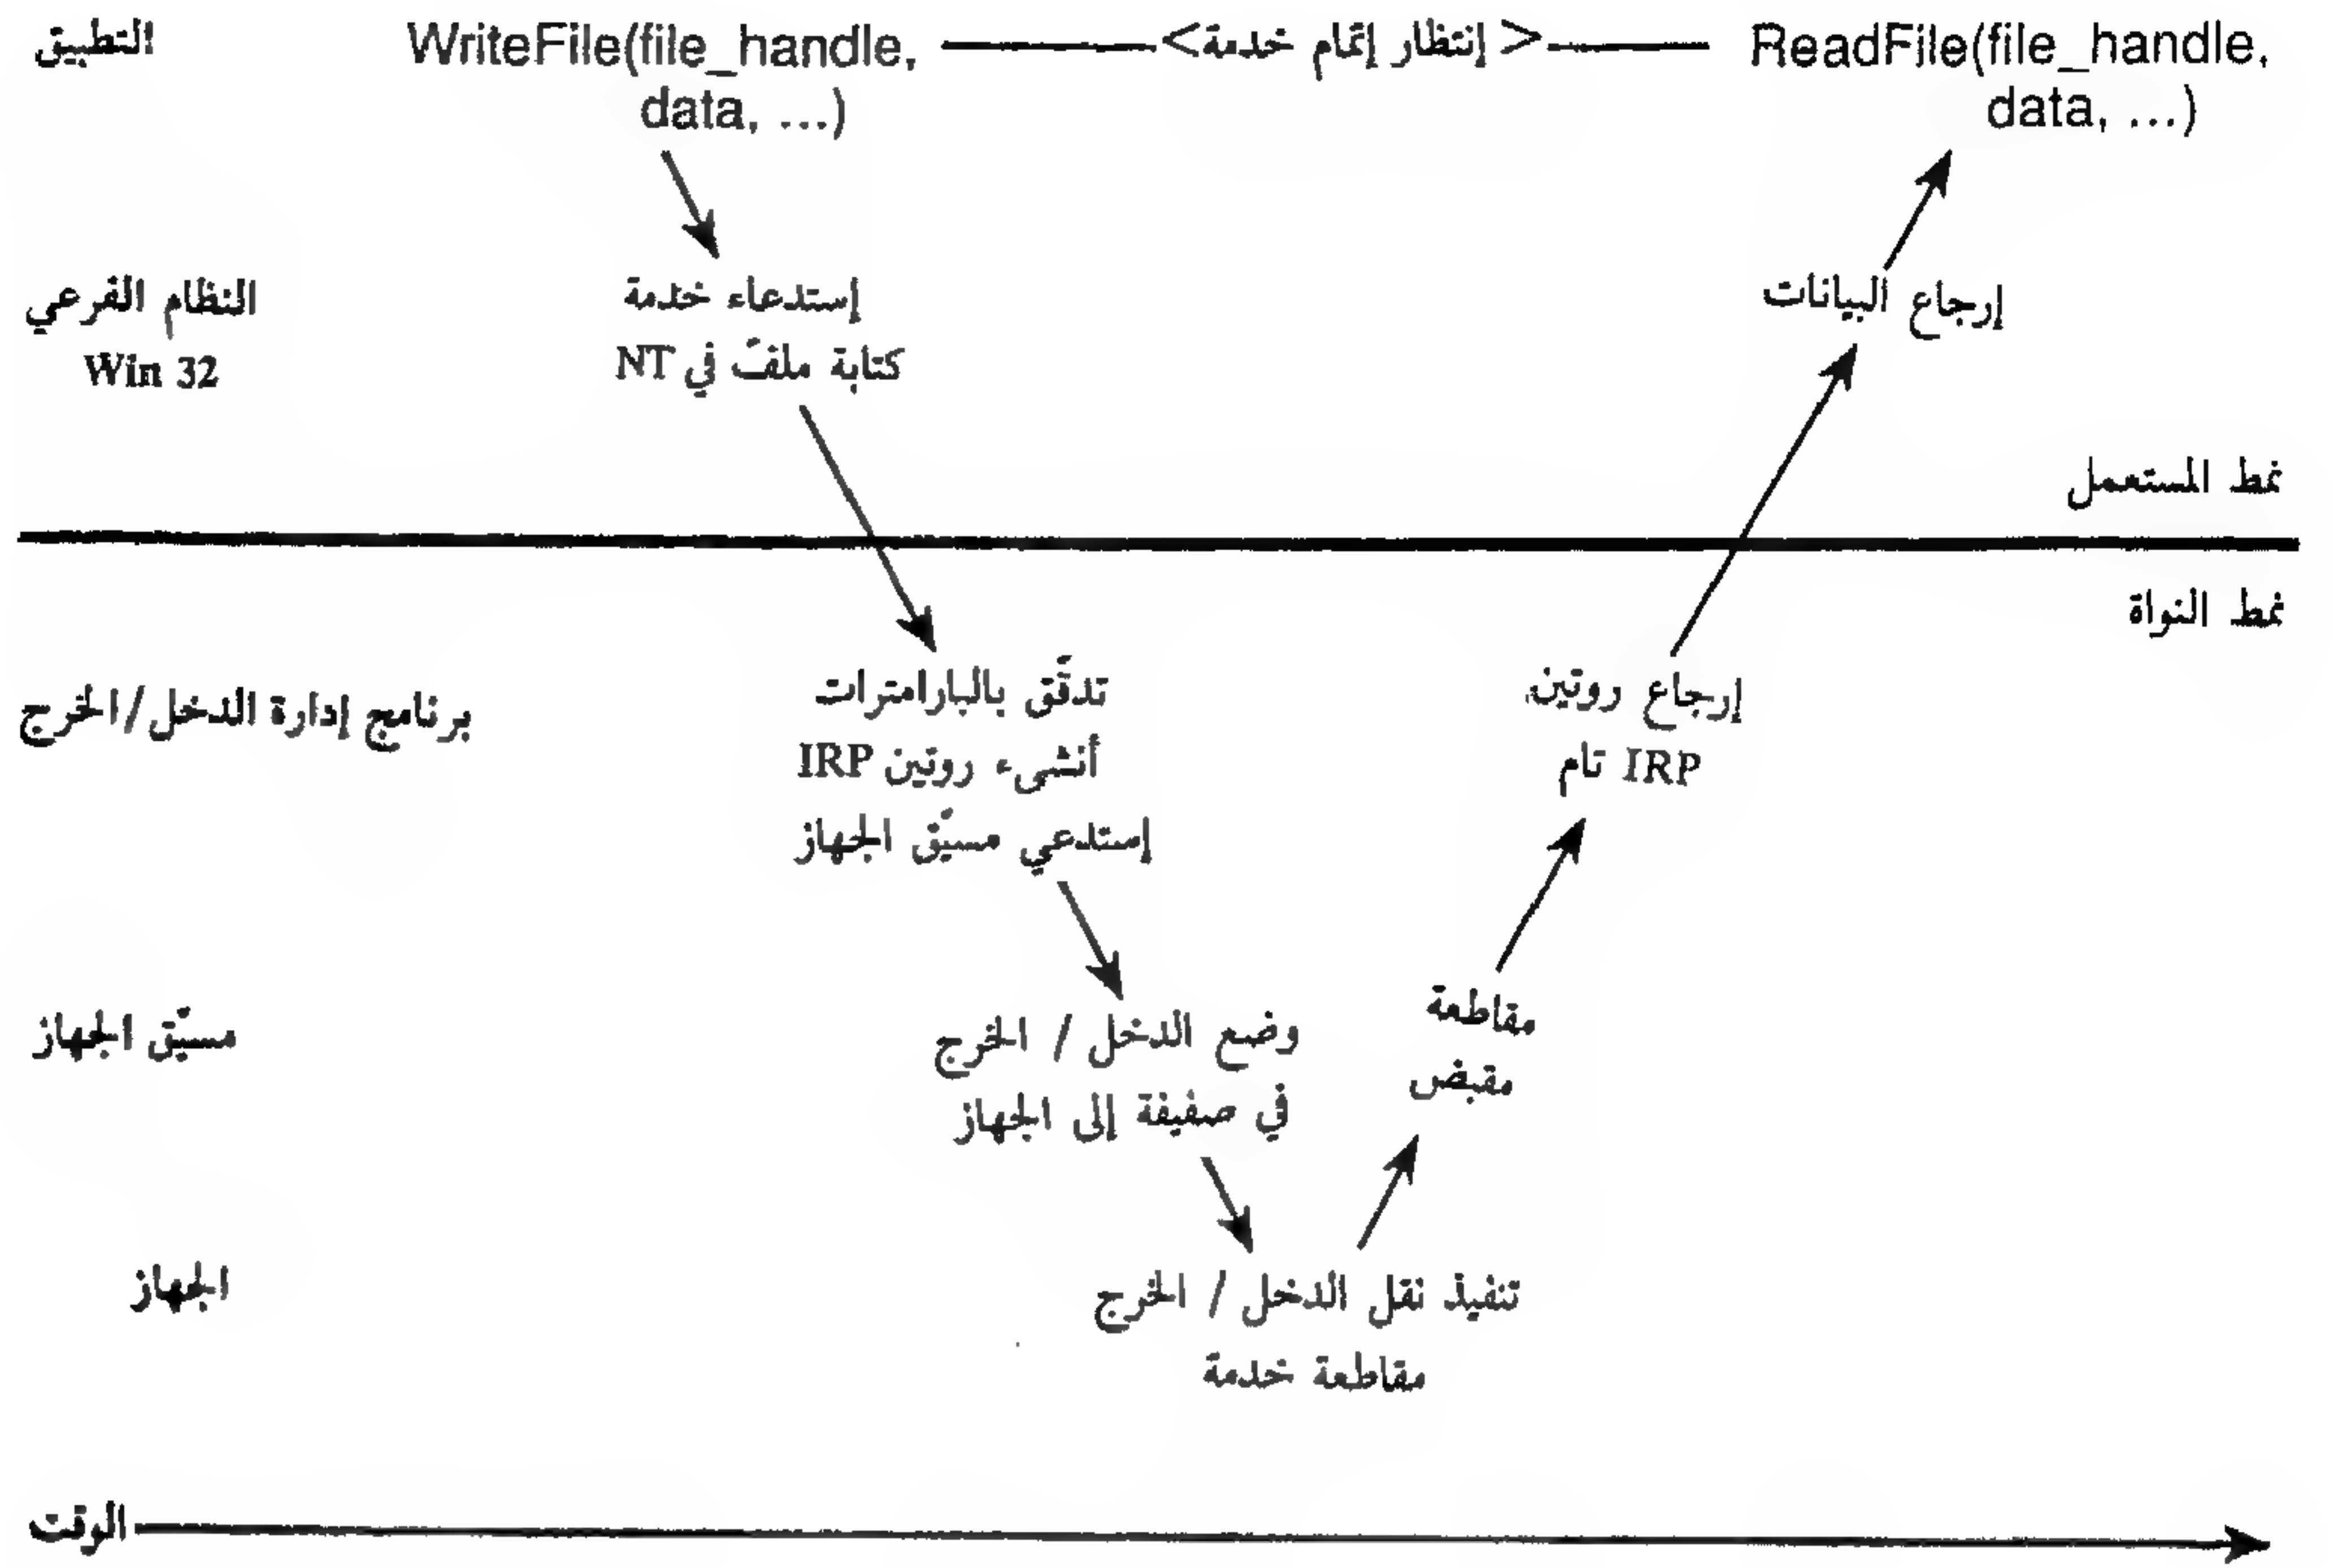 التطبيق
WriteFile(file_handle,
data, ...)
<إنتظار إتمام خدمة>
ReadFile(file_handle,
data, ...)
النظام الفرعي
Win 32
إستدعاء خدمة
كتابة ملفّ في NT
إرجاع البيانات
نمط المستعمل
نمط النواة
برنامج إدارة الدخل/الخرج
تدقّق بالبارامترات
أنشىء روتين IRP
إستدعي مسيّق الجهاز
إرجاع روتين
IRP تام
مسيّق الجهاز
وضع الدخل / الخرج
في صفيفة إلى الجهاز
مقاطعة
مقبض
الجهاز
تنفيذ نقل الدخل / الخرج
مقاطعة خدمة
الوقت